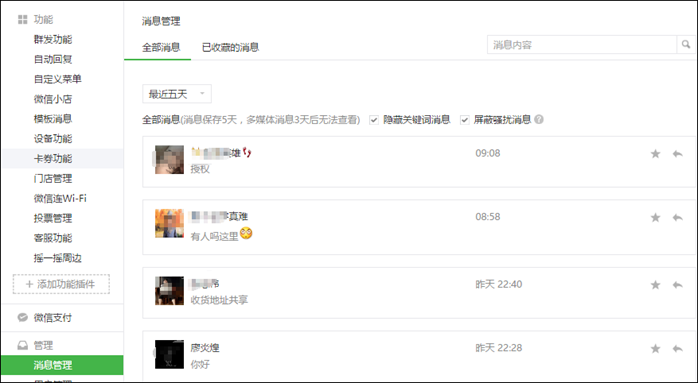 功能
群发功能
自动回复
自定义菜单
微信小店
模板消息
设备功能
卡券功能
门店管理
微信连Wi-Fi
投票管理
客服功能
摇一摇周边
+ 添加功能插件
微信支付
管理
消息管理
消息管理
全部消息 已收藏的消息
消息内容
最近五天
全部消息(消息保存5天，多媒体消息3天后无法查看) 隐藏关键词消息 屏蔽骚扰消息 ?
雄 09:08
授权
真难 08:58
有人吗这里
昨天 22:40
收货地址共享
廖炎煌 昨天 22:28
你好